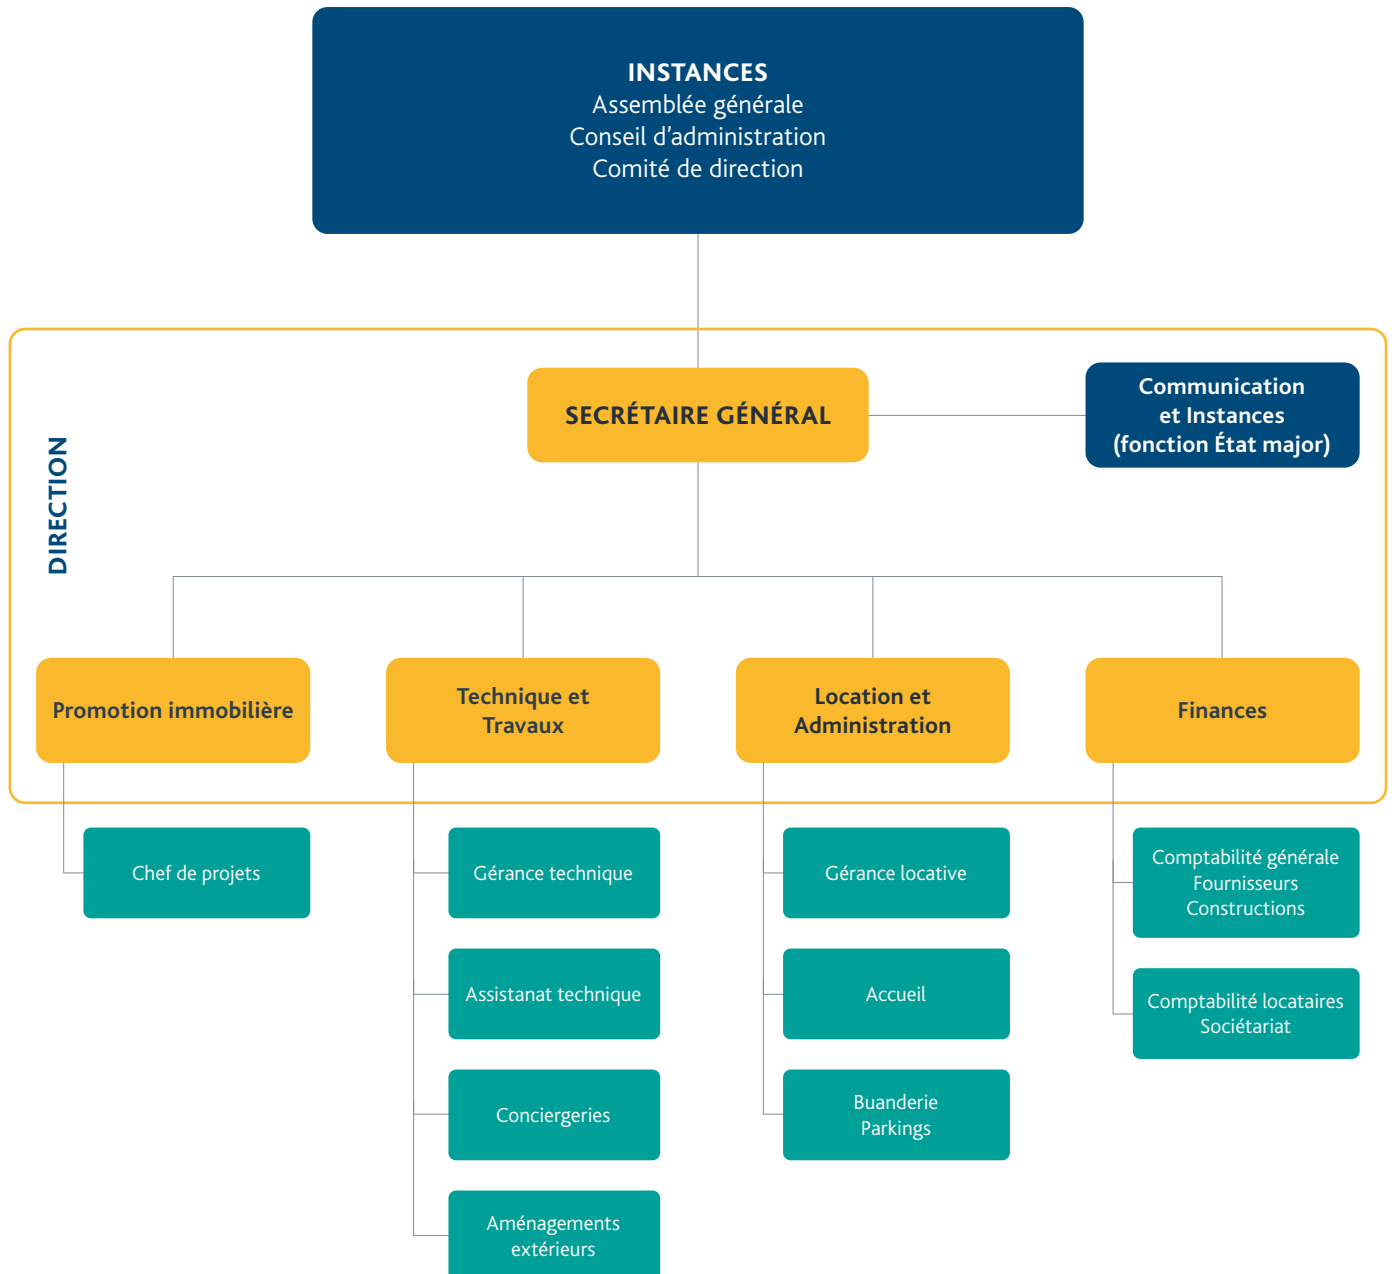 INSTANCES
Assemblée générale
Conseil d’administration
Comité de direction
DIRECTION
SECRÉTAIRE GÉNÉRAL
Communication
et Instances
(fonction État major)
Promotion immobilière
Technique et
Travaux
Location et
Administration
Finances
Chef de projets
Gérance technique
Assistanat technique
Conciergeries
Aménagements
extérieurs
Gérance locative
Accueil
Buanderie
Parkings
Comptabilité générale
Fournisseurs
Constructions
Comptabilité locataires
Sociétariat